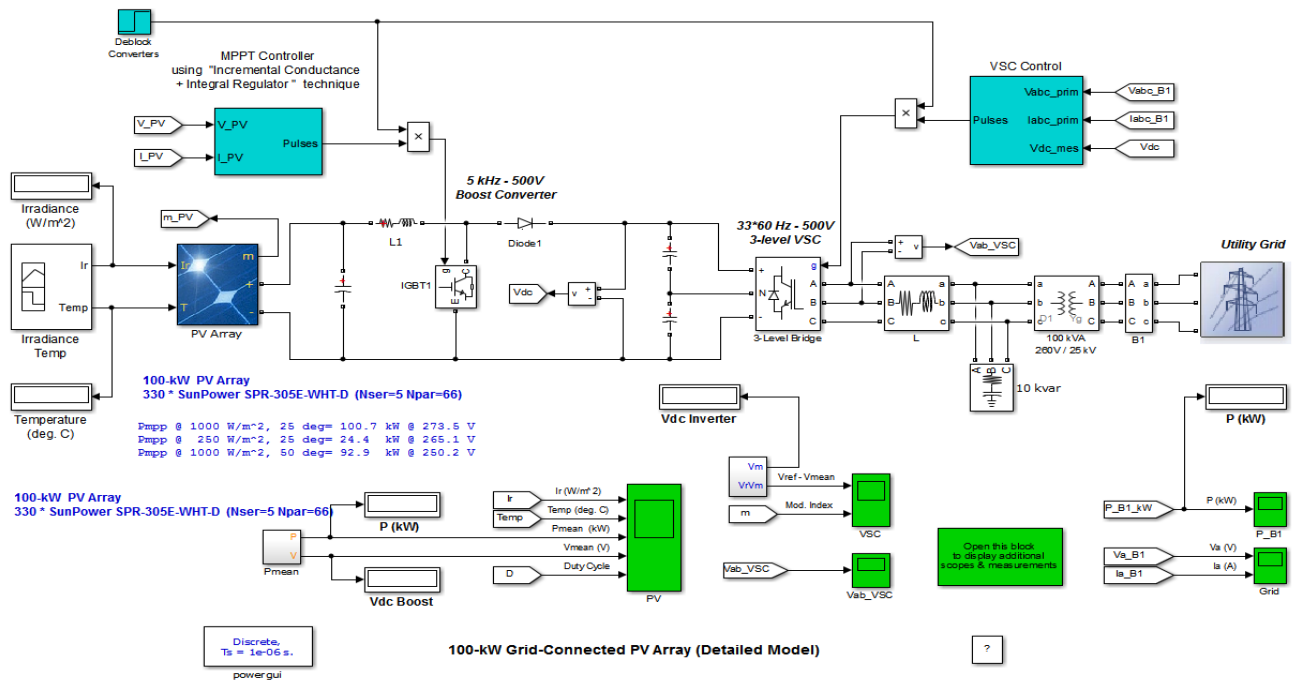 Deblock
Converters
MPPT Controller
using "Incremental Conductance
+ Integral Regulator " technique
V_PV
I_PV
V_PV
I_PV
Pulses
×
VSC Control
Vabc_prim
Iabc_prim
Vdc_mes
Pulses
Vabc_B1
Iabc_B1
Vdc
×
Irradiance
(W/m^2)
m_PV
5 kHz - 500V
Boost Converter
L1
Diode1
33*60 Hz - 500V
3-level VSC
+
-
v
Vab_VSC
Utility Grid
Ir
Temp
Irradiance
Temp
Ir
T
m
+
-
PV Array
g
C
E
IGBT1
Vdc
v
+
-
g
+
N
-
A
B
C
3-Level Bridge
A
B
C
a
b
c
L
a
b
c
A
B
C
D1
Yg
100 kVA
260V / 25 kV
A
B
C
a
b
c
B1
A B C
10 kvar
Temperature
(deg. C)
100-kW PV Array
330 * SunPower SPR-305E-WHT-D (Nser=5 Npar=66)
Pmpp @ 1000 W/m^2, 25 deg= 100.7 kW @ 273.5 V
Pmpp @ 250 W/m^2, 25 deg= 24.4 kW @ 265.1 V
Pmpp @ 1000 W/m^2, 50 deg= 92.9 kW @ 250.2 V
Vdc Inverter
P (kW)
100-kW PV Array
330 * SunPower SPR-305E-WHT-D (Nser=5 Npar=66)
P (kW)
P
V
Pmean
Vdc Boost
Ir
Temp
D
Ir (W/m^2)
Temp (deg. C)
Pmean (kW)
Vmean (V)
Duty Cycle
PV
Vm
VrVm
m
Vref - Vmean
Mod. Index
VSC
Vab_VSC
Vab_VSC
Open this block
to display additional
scopes & measurements
P_B1_kW
P (kW)
P_B1
Va_B1
Ia_B1
Va (V)
Ia (A)
Grid
Discrete,
Ts = 1e-06 s.
powergui
100-kW Grid-Connected PV Array (Detailed Model)
?